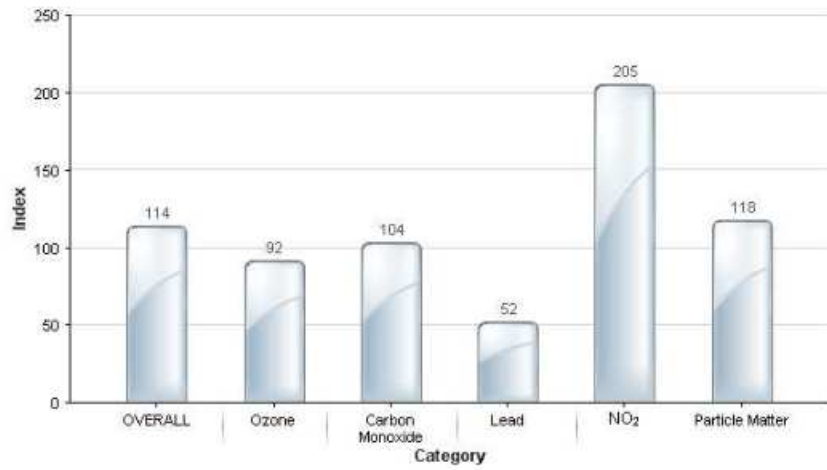 250
200
150
100
50
0
Index
114
92
104
52
205
118
OVERALL
Ozone
Carbon
Monoxide
Lead
NO₂
Particle Matter
Category